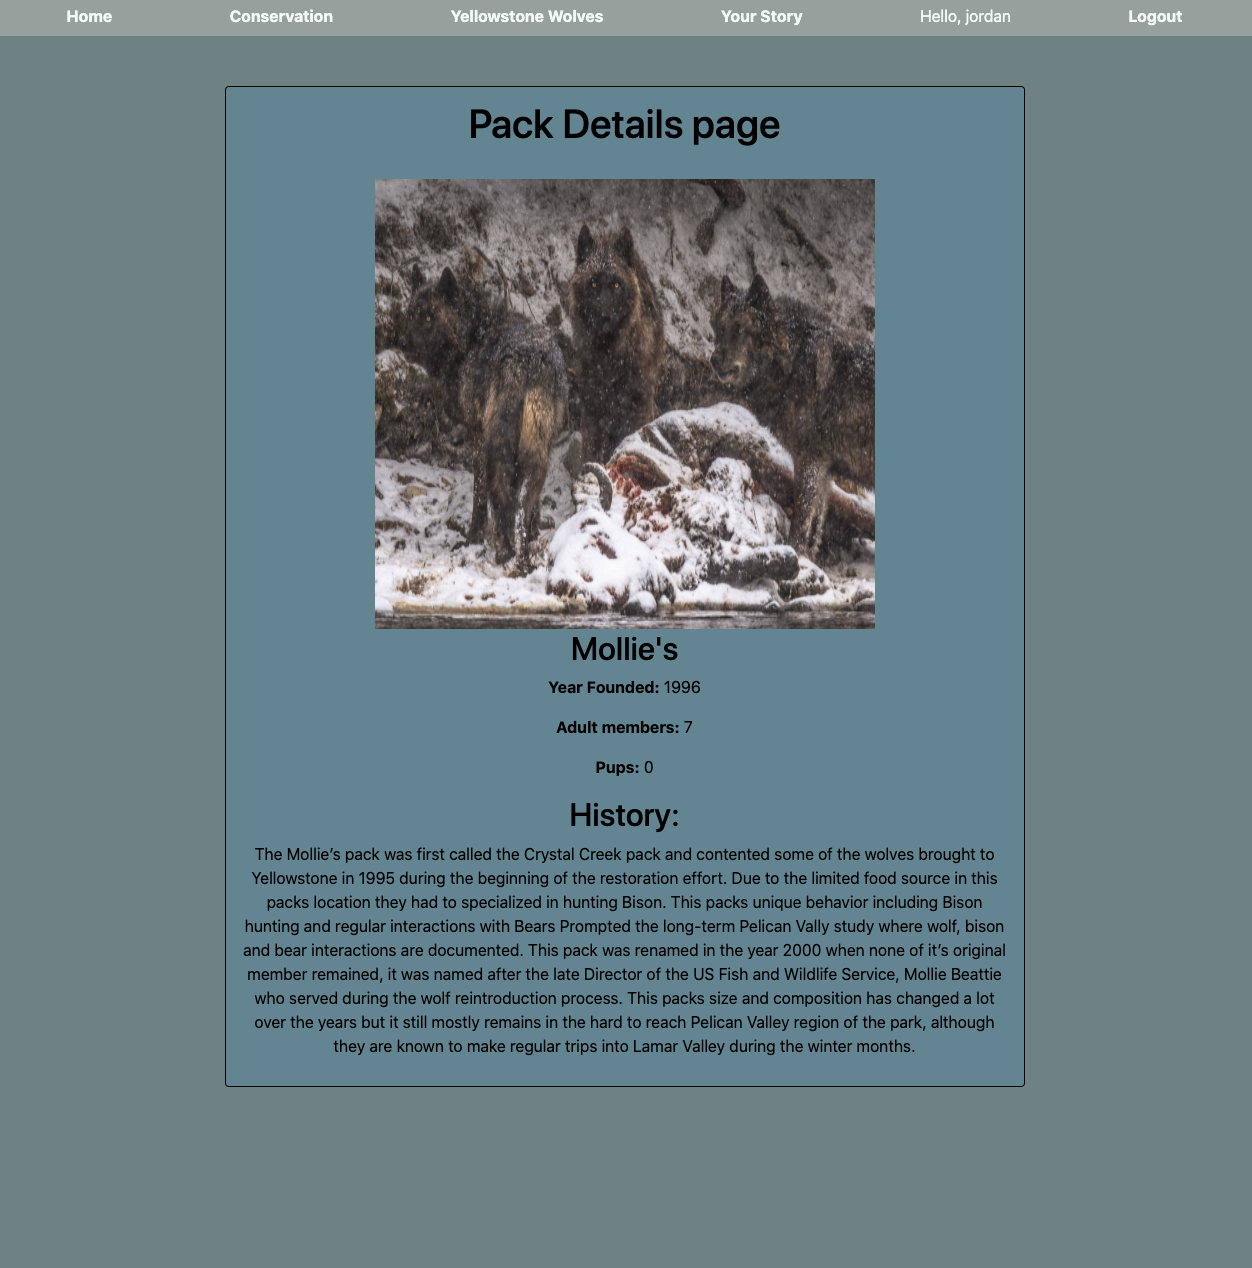 Home Conservation Yellowstone Wolves Your Story Hello, jordan Logout
Pack Details page
Mollie's
Year Founded: 1996
Adult members: 7
Pups: 0
History:
The Mollie’s pack was first called the Crystal Creek pack and contented some of the wolves brought to
Yellowstone in 1995 during the beginning of the restoration effort. Due to the limited food source in this
packs location they had to specialized in hunting Bison. This packs unique behavior including Bison
hunting and regular interactions with Bears Prompted the long-term Pelican Vally study where wolf, bison
and bear interactions are documented. This pack was renamed in the year 2000 when none of it’s original
member remained, it was named after the late Director of the US Fish and Wildlife Service, Mollie Beattie
who served during the wolf reintroduction process. This packs size and composition has changed a lot
over the years but it still mostly remains in the hard to reach Pelican Valley region of the park, although
they are known to make regular trips into Lamar Valley during the winter months.